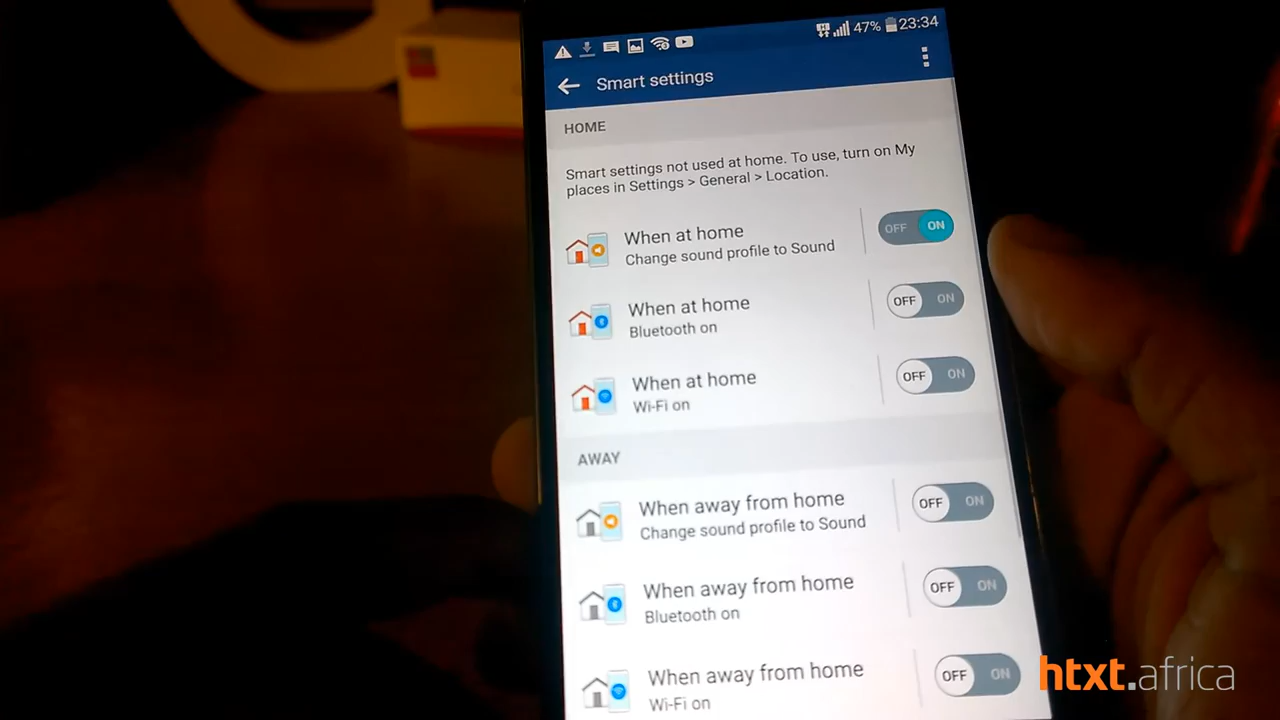 47% 23:34
Smart settings
HOME
Smart settings not used at home. To use, turn on My
places in Settings > General > Location.
When at home
Change sound profile to Sound
OFF ON
When at home
Bluetooth on
OFF ON
When at home
Wi-Fi on
OFF ON
AWAY
When away from home
Change sound profile to Sound
OFF ON
When away from home
Bluetooth on
OFF ON
When away from home
Wi-Fi on
OFF ON
htxt.africa